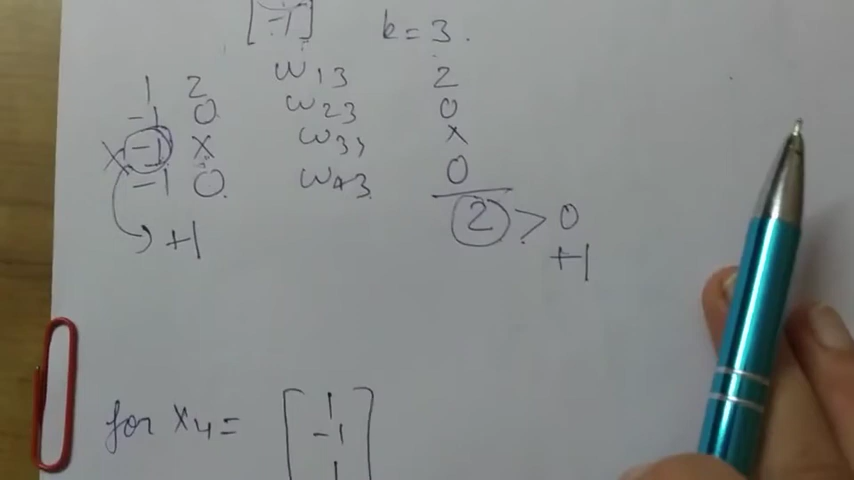 -1 k = 3.
1 2 w13 2
-1 0 w23 0
x -1 x w33 x
-1 0 w43 0
+1 2 > 0
+1
for x4 = 1
-1
1